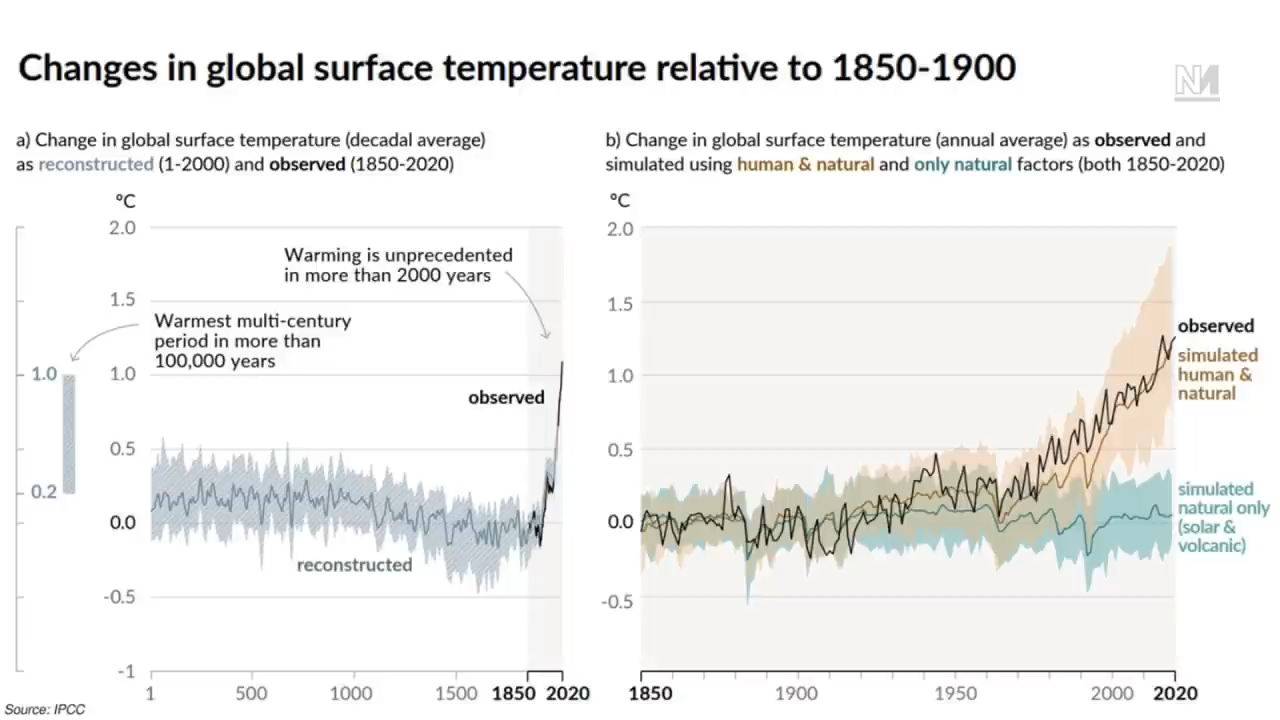 Changes in global surface temperature relative to 1850-1900
a) Change in global surface temperature (decadal average)
as reconstructed (1-2000) and observed (1850-2020)
°C
2.0
1.5
1.0
0.5
0.0
-0.5
-1
1.0
0.2
Warming is unprecedented
in more than 2000 years
Warmest multi-century
period in more than
100,000 years
observed
reconstructed
1 500 1000 1500 1850 2020
b) Change in global surface temperature (annual average) as observed and
simulated using human & natural and only natural factors (both 1850-2020)
°C
2.0
1.5
1.0
0.5
0.0
-0.5
observed
simulated
human &
natural
simulated
natural only
(solar &
volcanic)
1850 1900 1950 2000 2020
Source: IPCC